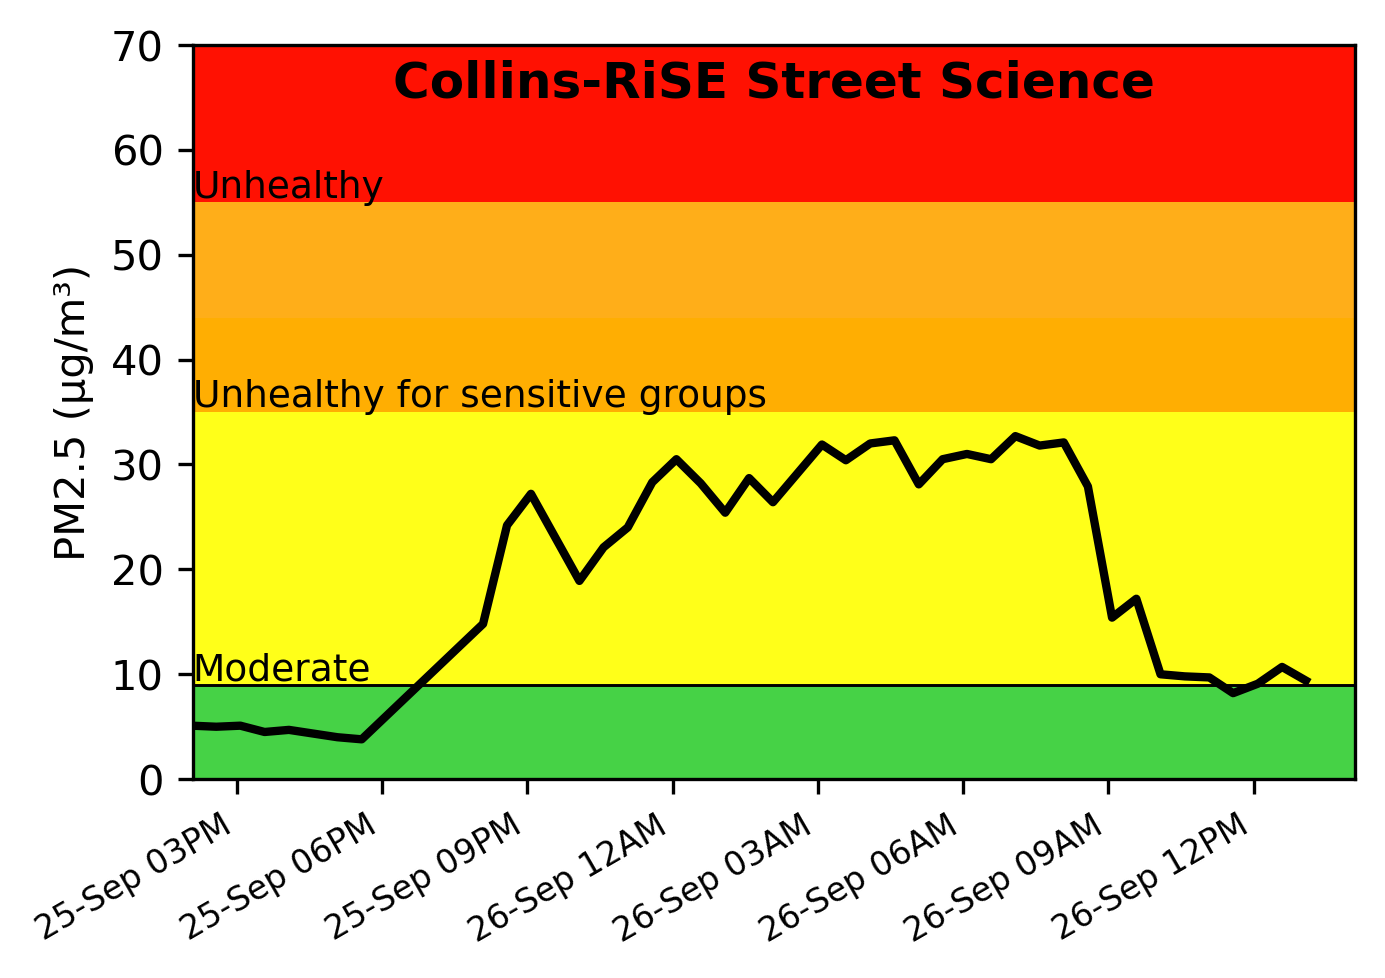 Collins-RiSE Street Science
70
60
Unhealthy
50
40
Unhealthy for sensitive groups
30
20
10
Moderate
0
PM2.5 (µg/m³)
25-Sep 03PM
25-Sep 06PM
25-Sep 09PM
26-Sep 12AM
26-Sep 03AM
26-Sep 06AM
26-Sep 09AM
26-Sep 12PM